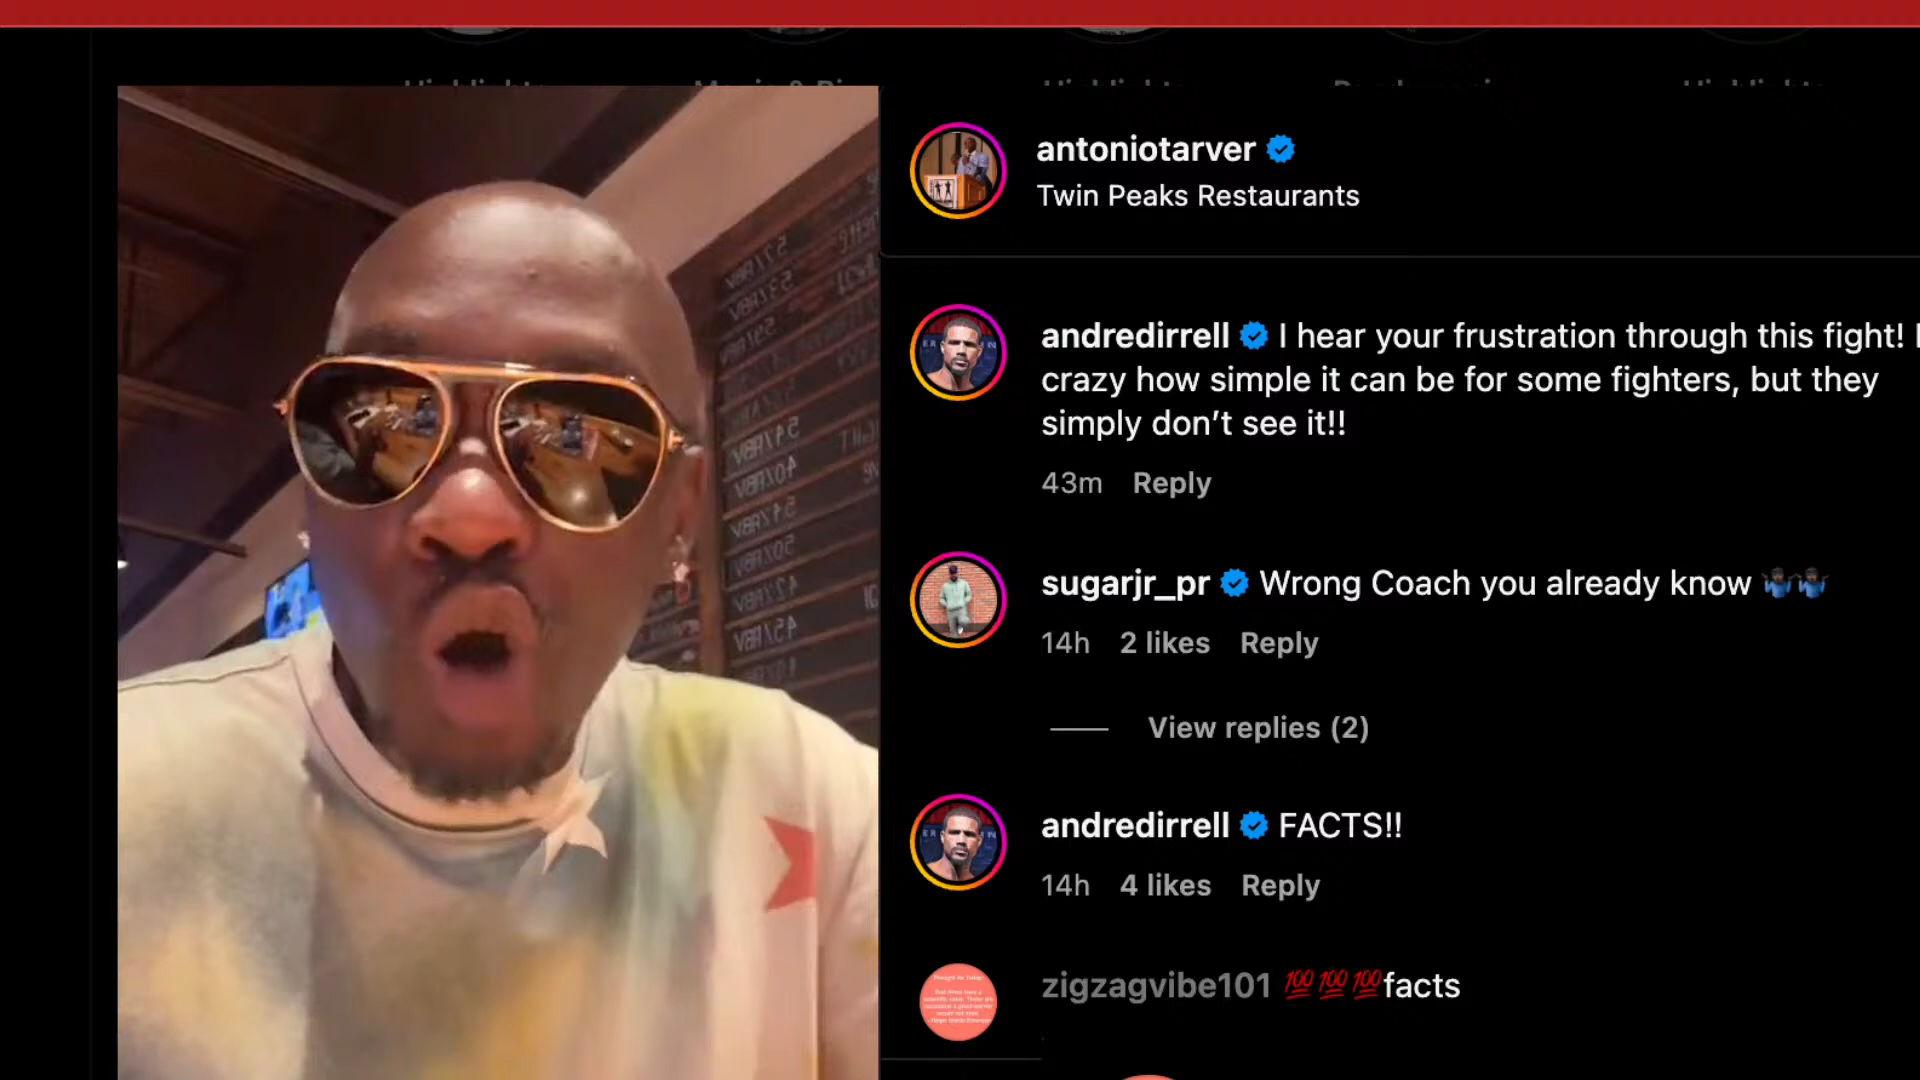 antoniotarver
Twin Peaks Restaurants
andredirrell I hear your frustration through this fight!
crazy how simple it can be for some fighters, but they
simply don’t see it!!
43m Reply
sugarjr_pr Wrong Coach you already know 🤷🏿‍♂️🤷🏿‍♂️
14h 2 likes Reply
View replies (2)
andredirrell FACTS!!
14h 4 likes Reply
zigzagvibe101 💯💯💯facts